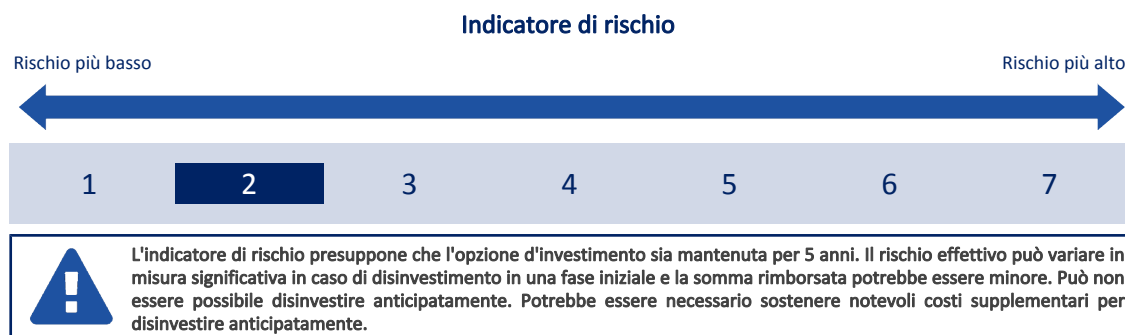 Indicatore di rischio
Rischio più basso
Rischio più alto
1 2 3 4 5 6 7
L'indicatore di rischio presuppone che l'opzione d'investimento sia mantenuta per 5 anni. Il rischio effettivo può variare in
misura significativa in caso di disinvestimento in una fase iniziale e la somma rimborsata potrebbe essere minore. Può non
essere possibile disinvestire anticipatamente. Potrebbe essere necessario sostenere notevoli costi supplementari per
disinvestire anticipatamente.